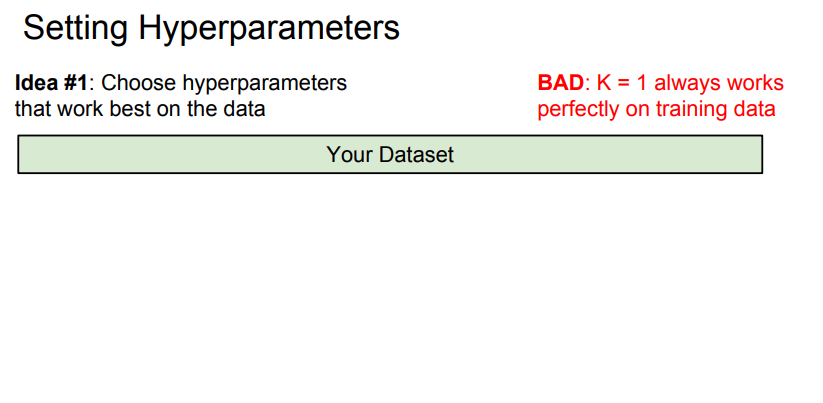 Setting Hyperparameters
Idea #1: Choose hyperparameters
that work best on the data
BAD: K = 1 always works
perfectly on training data
Your Dataset